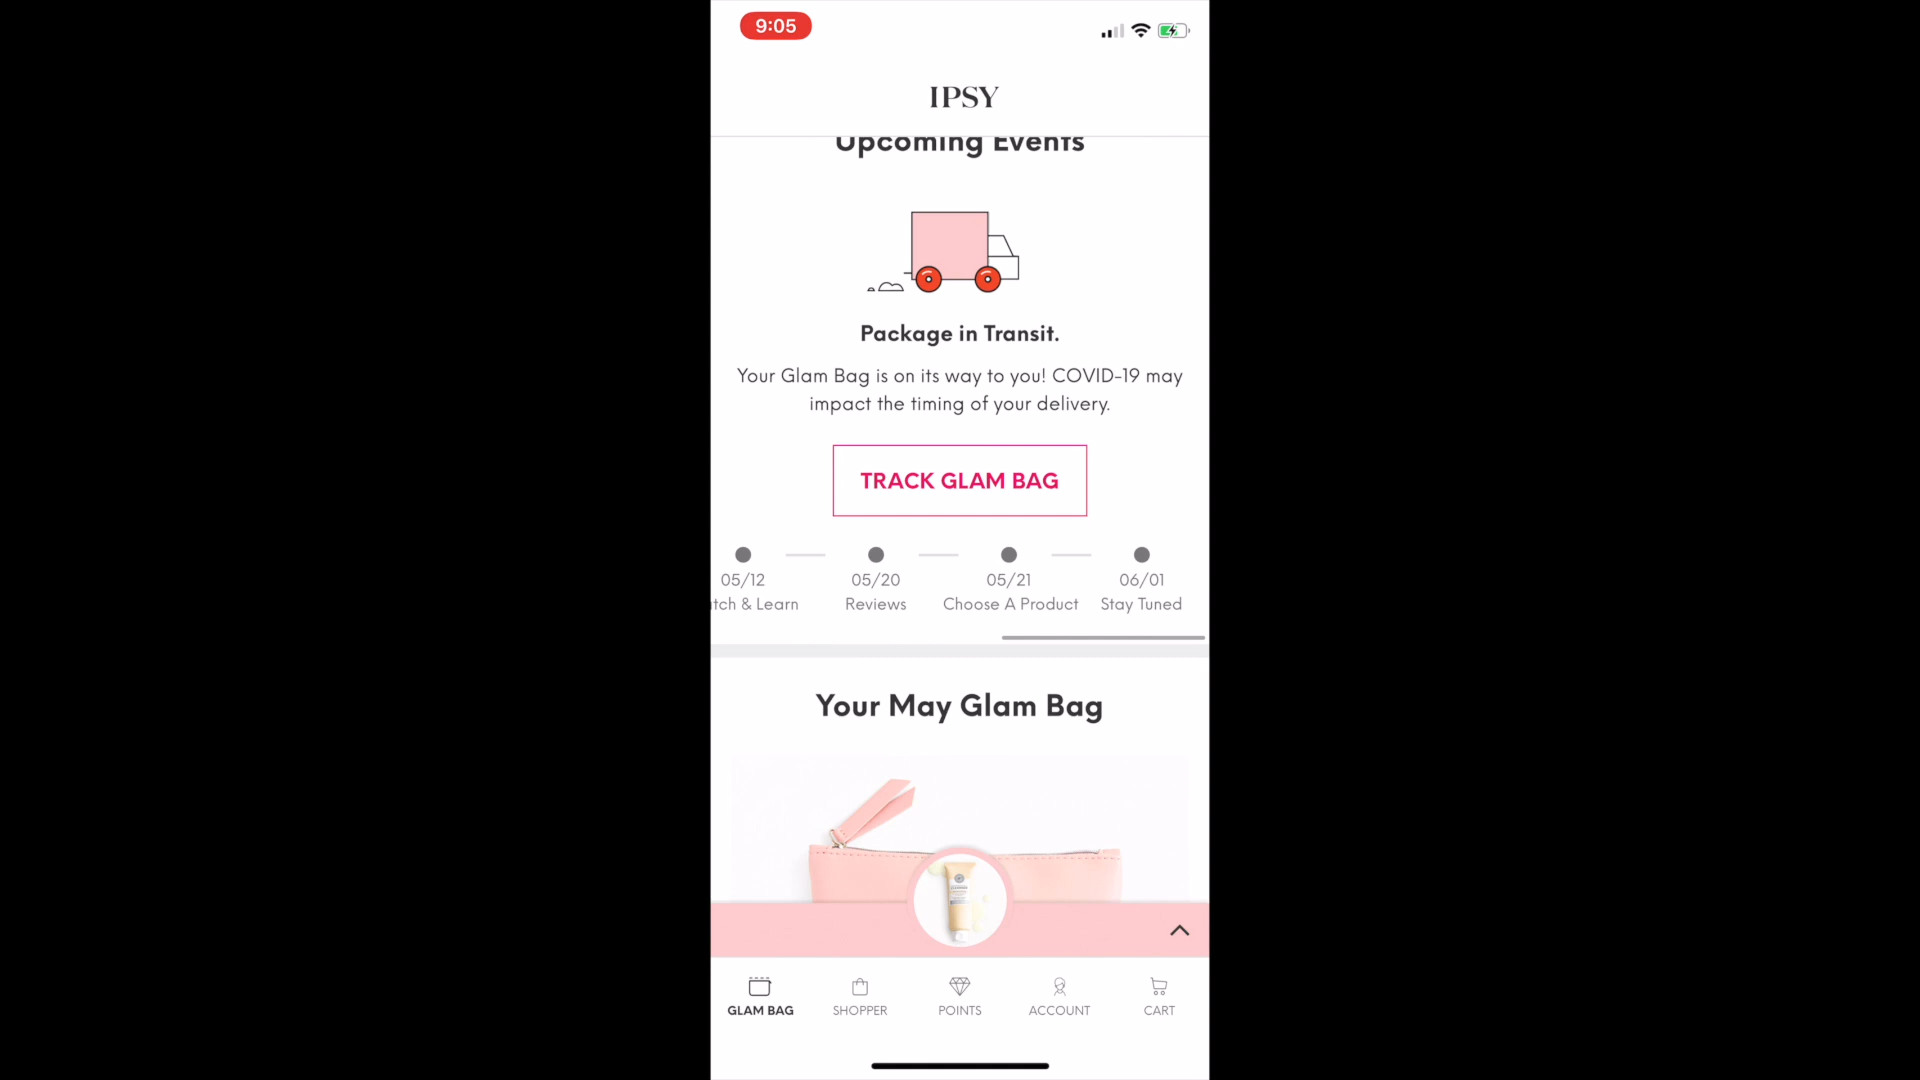 9:05
IPSY
Upcoming Events
Package in Transit.
Your Glam Bag is on its way to you! COVID-19 may
impact the timing of your delivery.
TRACK GLAM BAG
05/12 05/20 05/21 06/01
tch & Learn Reviews Choose A Product Stay Tuned
Your May Glam Bag
GLAM BAG SHOPPER POINTS ACCOUNT CART